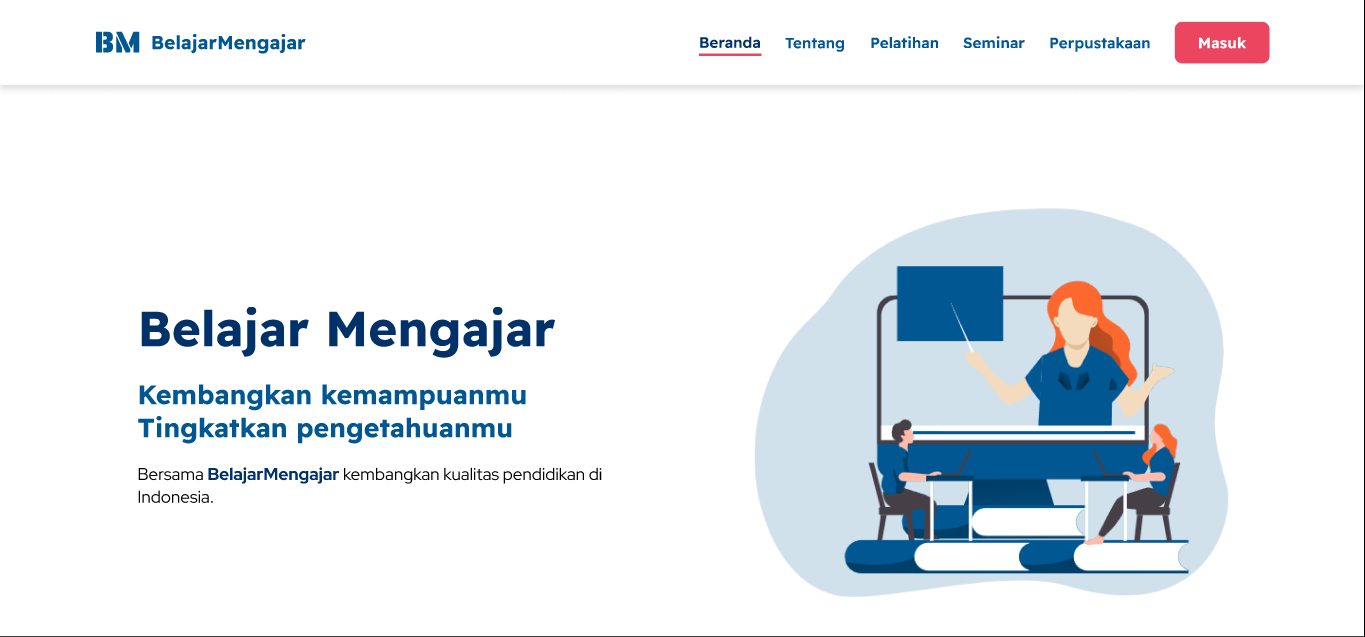 BM BelajarMengajar
Beranda Tentang Pelatihan Seminar Perpustakaan Masuk
Belajar Mengajar
Kembangkan kemampuanmu
Tingkatkan pengetahuanmu
Bersama BelajarMengajar kembangkan kualitas pendidikan di
Indonesia.